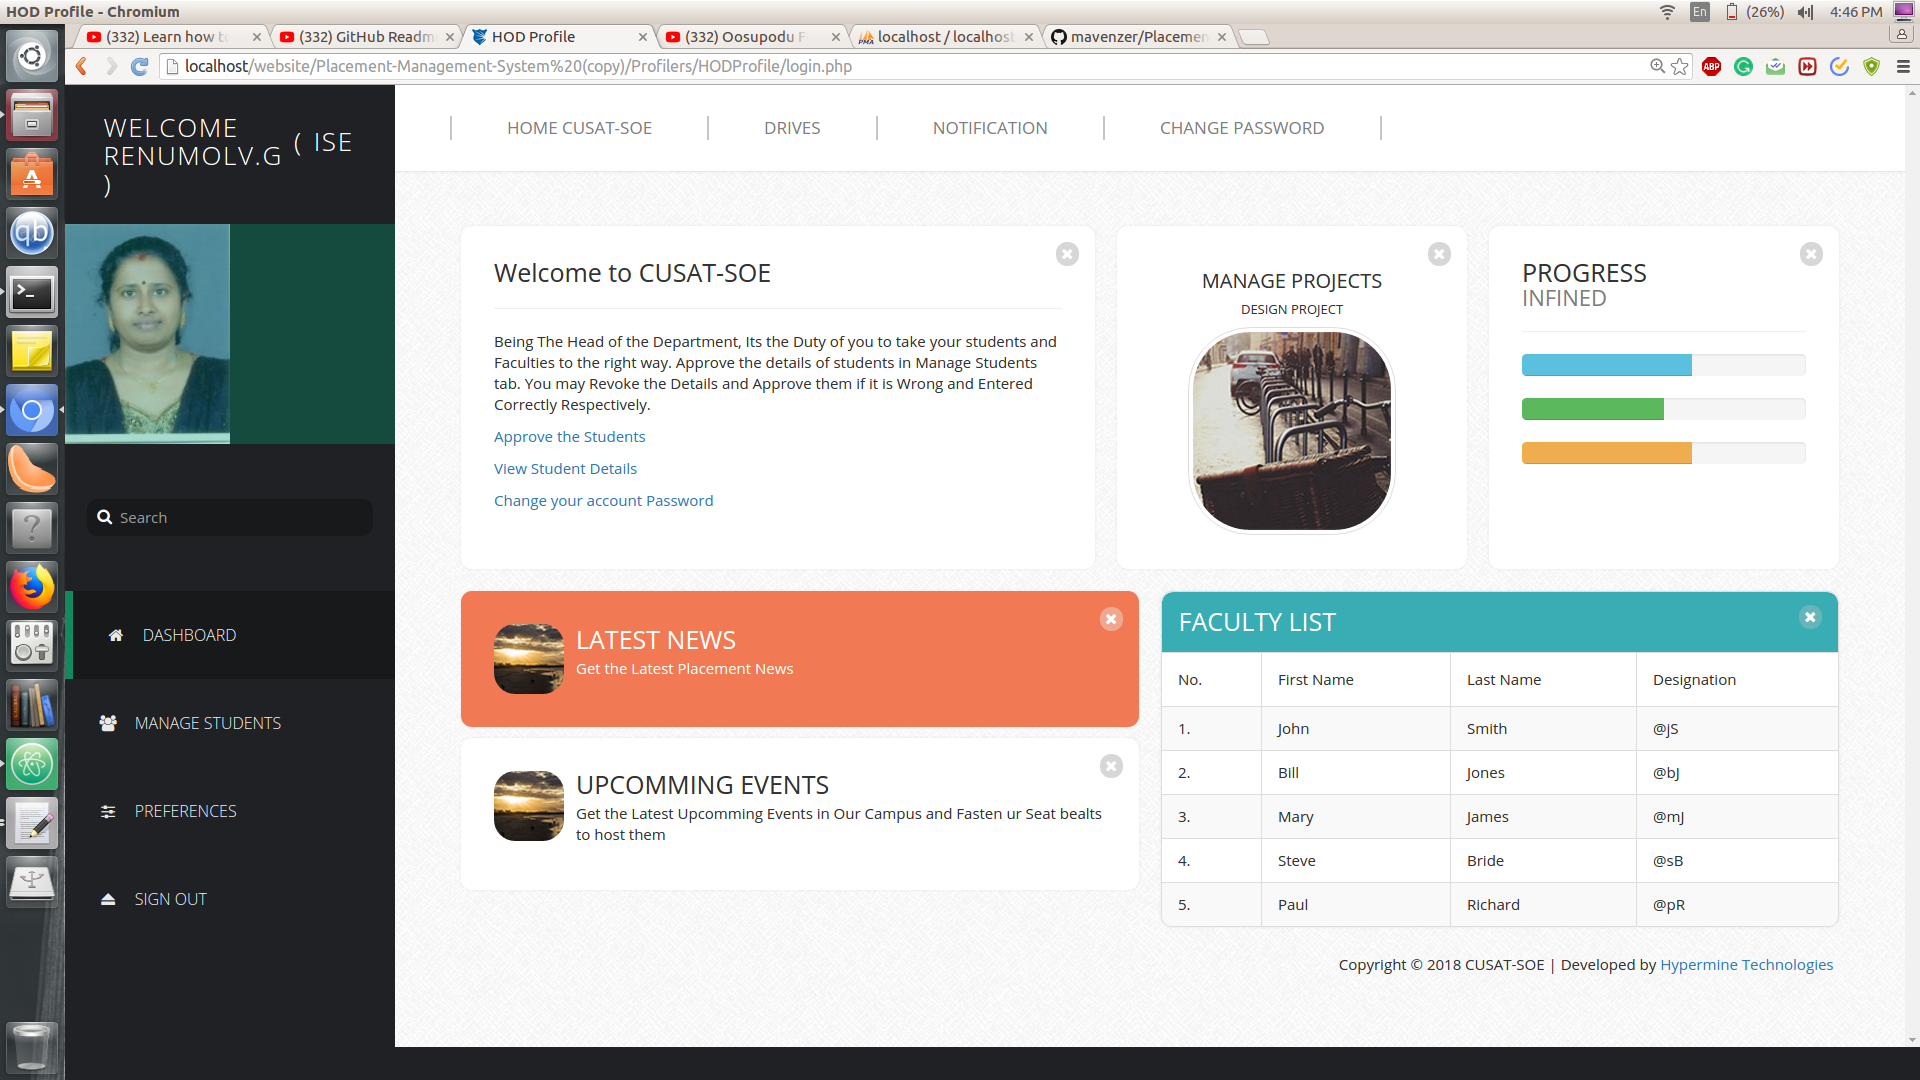 HOD Profile - Chromium
En
(26%)
4:46 PM
(332) Learn how t
(332) GitHub Readm
HOD Profile
(332) Oosupodu F
localhost / localhost
mavenzer/Placemen
localhost/website/Placement-Management-System%20(copy)/Profilers/HODProfile/login.php
ABP
WELCOME
RENUMOLV.G ( ISE
)
HOME CUSAT-SOE
DRIVES
NOTIFICATION
CHANGE PASSWORD
Search
DASHBOARD
MANAGE STUDENTS
PREFERENCES
SIGN OUT
Welcome to CUSAT-SOE
Being The Head of the Department, Its the Duty of you to take your students and
Faculties to the right way. Approve the details of students in Manage Students
tab. You may Revoke the Details and Approve them if it is Wrong and Entered
Correctly Respectively.
Approve the Students
View Student Details
Change your account Password
MANAGE PROJECTS
DESIGN PROJECT
PROGRESS
INFINED
LATEST NEWS
Get the Latest Placement News
UPCOMMING EVENTS
Get the Latest Upcomming Events in Our Campus and Fasten ur Seat bealts
to host them
FACULTY LIST
No. First Name Last Name Designation
1. John Smith @jS
2. Bill Jones @bJ
3. Mary James @mJ
4. Steve Bride @sB
5. Paul Richard @pR
Copyright © 2018 CUSAT-SOE | Developed by Hypermine Technologies
qb